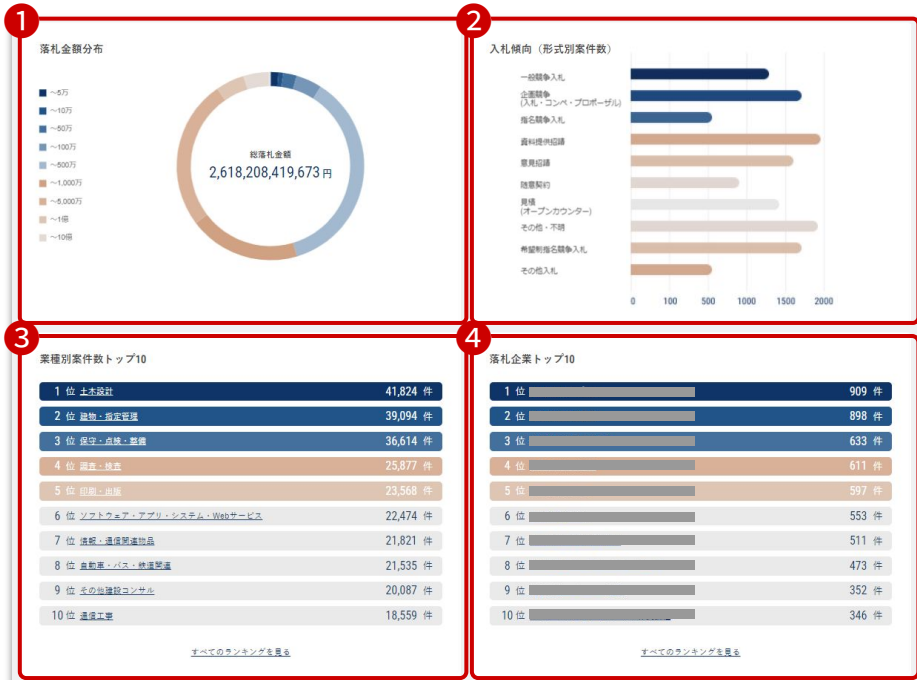 1
落札金額分布
～5万
～10万
～50万
～100万
～500万
～1,000万
～5,000万
～1億
～10億
総落札金額
2,618,208,419,673 円
2
入札傾向（形式別案件数）
一般競争入札
企画競争
(入札・コンペ・プロポーザル)
指名競争入札
資料提供招請
意見招請
随意契約
見積
(オープンカウンター)
その他・不明
希望制指名競争入札
その他入札
0 100 500 1000 1500 2000
3
業種別案件数トップ10
1 位 土木設計 41,824 件
2 位 建物・指定管理 39,094 件
3 位 保守・点検・整備 36,614 件
4 位 調査・検査 25,877 件
5 位 印刷・出版 23,568 件
6 位 ソフトウェア・アプリ・システム・Webサービス 22,474 件
7 位 情報・通信関連物品 21,821 件
8 位 自動車・バス・鉄道関連 21,535 件
9 位 その他建設コンサル 20,087 件
10 位 通信工事 18,559 件
すべてのランキングを見る
4
落札企業トップ10
1 位 909 件
2 位 898 件
3 位 633 件
4 位 611 件
5 位 597 件
6 位 553 件
7 位 511 件
8 位 473 件
9 位 352 件
10 位 346 件
すべてのランキングを見る